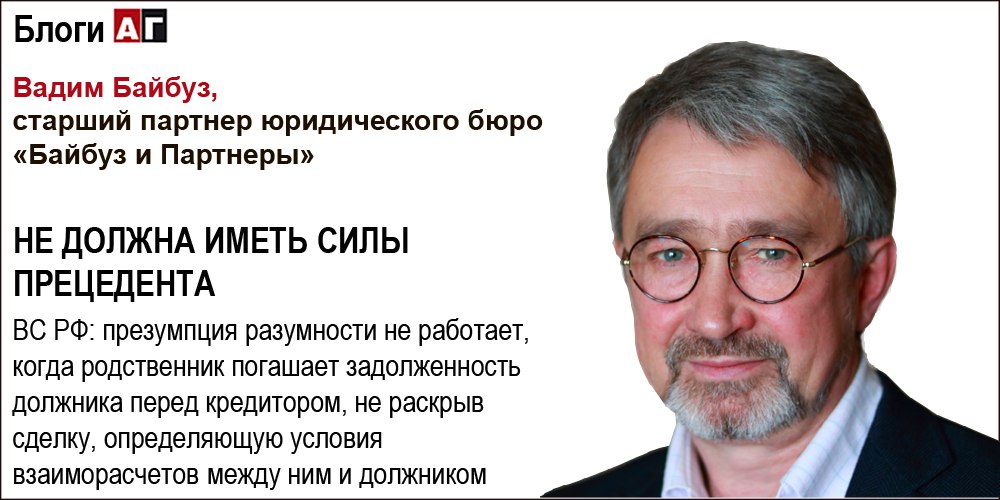 Блоги АГ
Вадим Байбуз,
старший партнер юридического бюро
«Байбуз и Партнеры»
НЕ ДОЛЖНА ИМЕТЬ СИЛЫ
ПРЕЦЕДЕНТА
ВС РФ: презумпция разумности не работает,
когда родственник погашает задолженность
должника перед кредитором, не раскрыв
сделку, определяющую условия
взаиморасчетов между ним и должником